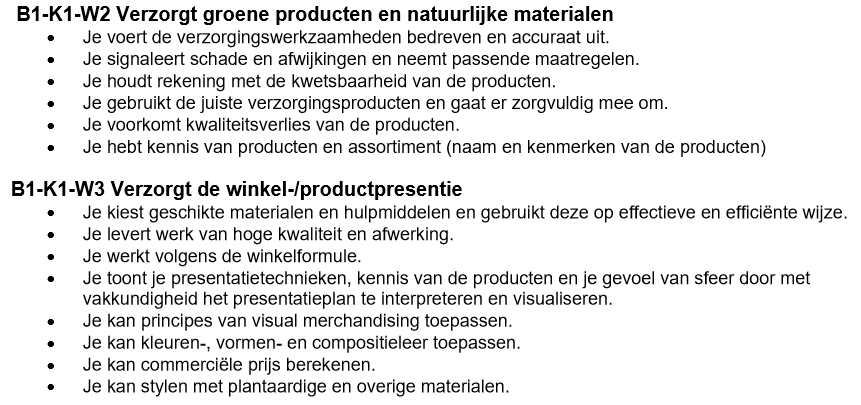 B1-K1-W2 Verzorgt groene producten en natuurlijke materialen
• Je voert de verzorgingswerkzaamheden bedreven en accuraat uit.
• Je signaleert schade en afwijkingen en neemt passende maatregelen.
• Je houdt rekening met de kwetsbaarheid van de producten.
• Je gebruikt de juiste verzorgingsproducten en gaat er zorgvuldig mee om.
• Je voorkomt kwaliteitsverlies van de producten.
• Je hebt kennis van producten en assortiment (naam en kenmerken van de producten)
B1-K1-W3 Verzorgt de winkel-/productpresentie
• Je kiest geschikte materialen en hulpmiddelen en gebruikt deze op effectieve en efficiënte wijze.
• Je levert werk van hoge kwaliteit en afwerking.
• Je werkt volgens de winkelformule.
• Je toont je presentatietechnieken, kennis van de producten en je gevoel van sfeer door met
vakkundigheid het presentatieplan te interpreteren en visualiseren.
• Je kan principes van visual merchandising toepassen.
• Je kan kleuren-, vormen- en compositieleer toepassen.
• Je kan commerciële prijs berekenen.
• Je kan stylen met plantaardige en overige materialen.